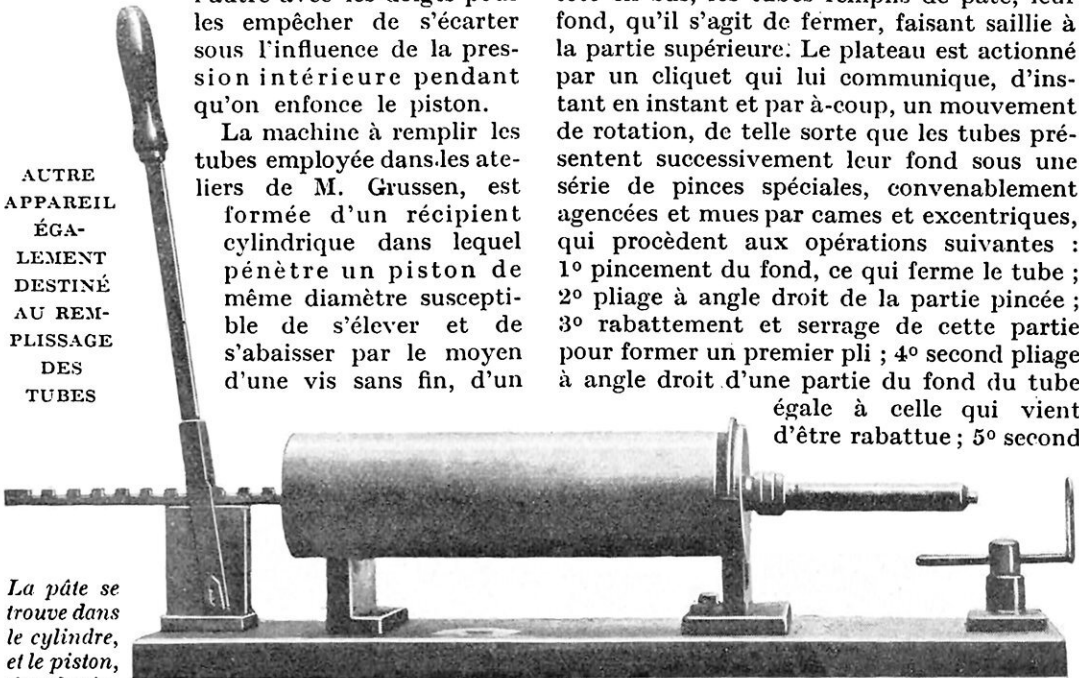 les empêcher de s'écarter
sous l'influence de la pres-
sion intérieure pendant
qu'on enfonce le piston.
La machine à remplir les
tubes employée dans.les ate-
liers de M. Grussen, est
formée d'un récipient
cylindrique dans lequel
pénètre un piston de
même diamètre suscepti-
ble de s'élever et de
s'abaisser par le moyen
d'une vis sans fin, d'un
fond, qu'il s'agit de fermer, faisant saillie à
la partie supérieure. Le plateau est actionné
par un cliquet qui lui communique, d'ins-
tant en instant et par à-coup, un mouvement
de rotation, de telle sorte que les tubes pré-
sentent successivement leur fond sous une
série de pinces spéciales, convenablement
agencées et mues par cames et excentriques,
qui procèdent aux opérations suivantes :
1º pincement du fond, ce qui ferme le tube ;
2º pliage à angle droit de la partie pincée ;
3º rabattement et serrage de cette partie
pour former un premier pli ; 4º second pliage
à angle droit d'une partie du fond du tube
égale à celle qui vient
d'être rabattue ; 5º second
AUTRE
APPAREIL
ÉGA-
LEMENT
DESTINÉ
AU REM-
PLISSAGE
DES
TUBES
La pâte se
trouve dans
le cylindre,
et le piston,